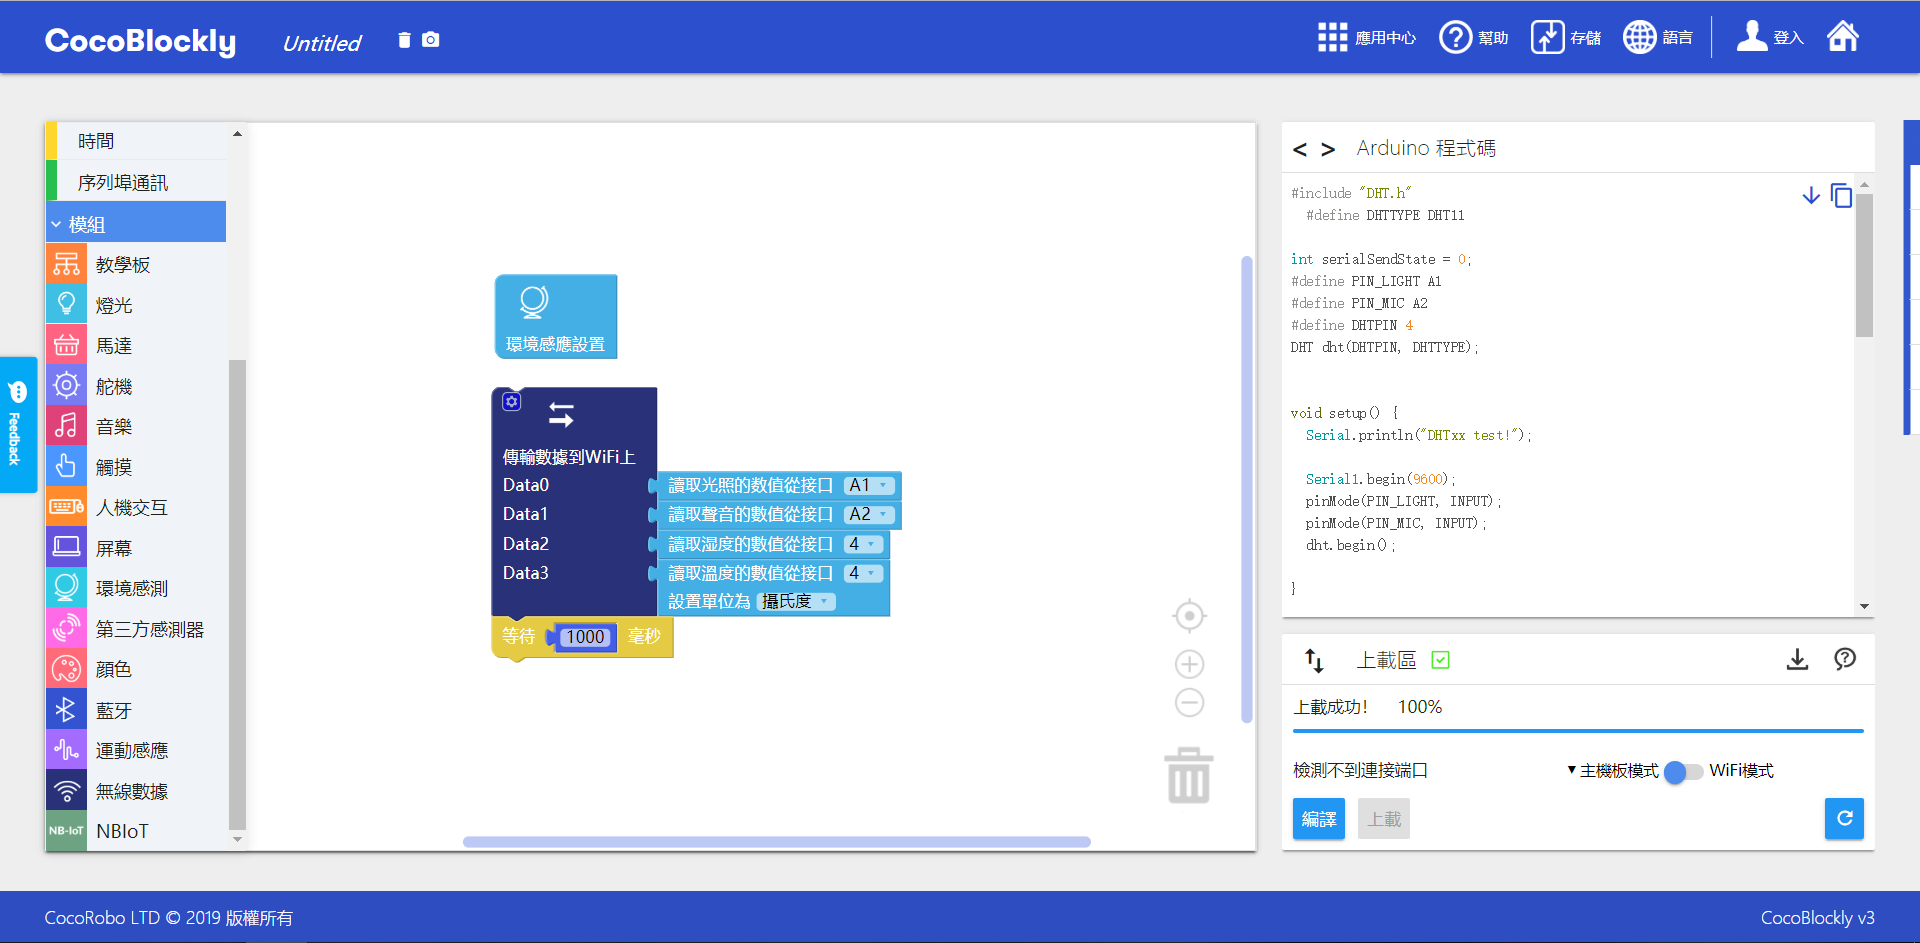 CocoBlockly
Untitled
應用中心
幫助
存儲
語言
登入
時間
序列埠通訊
模組
教學板
燈光
馬達
舵機
音樂
觸摸
人機交互
屏幕
環境感測
第三方感測器
顏色
藍牙
運動感應
無線數據
NB-IoT NBIoT
Feedback
環境感應設置
傳輸數據到WiFi上
Data0 讀取光照的數值從接口 A1
Data1 讀取聲音的數值從接口 A2
Data2 讀取湿度的數值從接口 4
Data3 讀取溫度的數值從接口 4
設置單位為 攝氏度
等待 1000 毫秒
< > Arduino 程式碼
#include "DHT.h"
#define DHTTYPE DHT11
int serialSendState = 0;
#define PIN_LIGHT A1
#define PIN_MIC A2
#define DHTPIN 4
DHT dht(DHTPIN, DHTTYPE);
void setup() {
Serial.println("DHTxx test!");
Serial1.begin(9600);
pinMode(PIN_LIGHT, INPUT);
pinMode(PIN_MIC, INPUT);
dht.begin();
}
上載區
上載成功! 100%
檢測不到連接端口
▼主機板模式 WiFi模式
編譯 上載
CocoRobo LTD © 2019 版權所有
CocoBlockly v3